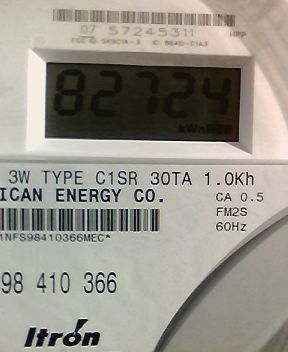 07 57245311
82724
3W TYPE C1SR 30TA 1.0Kh
ICAN ENERGY CO.
CA 0.5
FM2S
60Hz
1NFS98410366MEC*
98 410 366
Itron